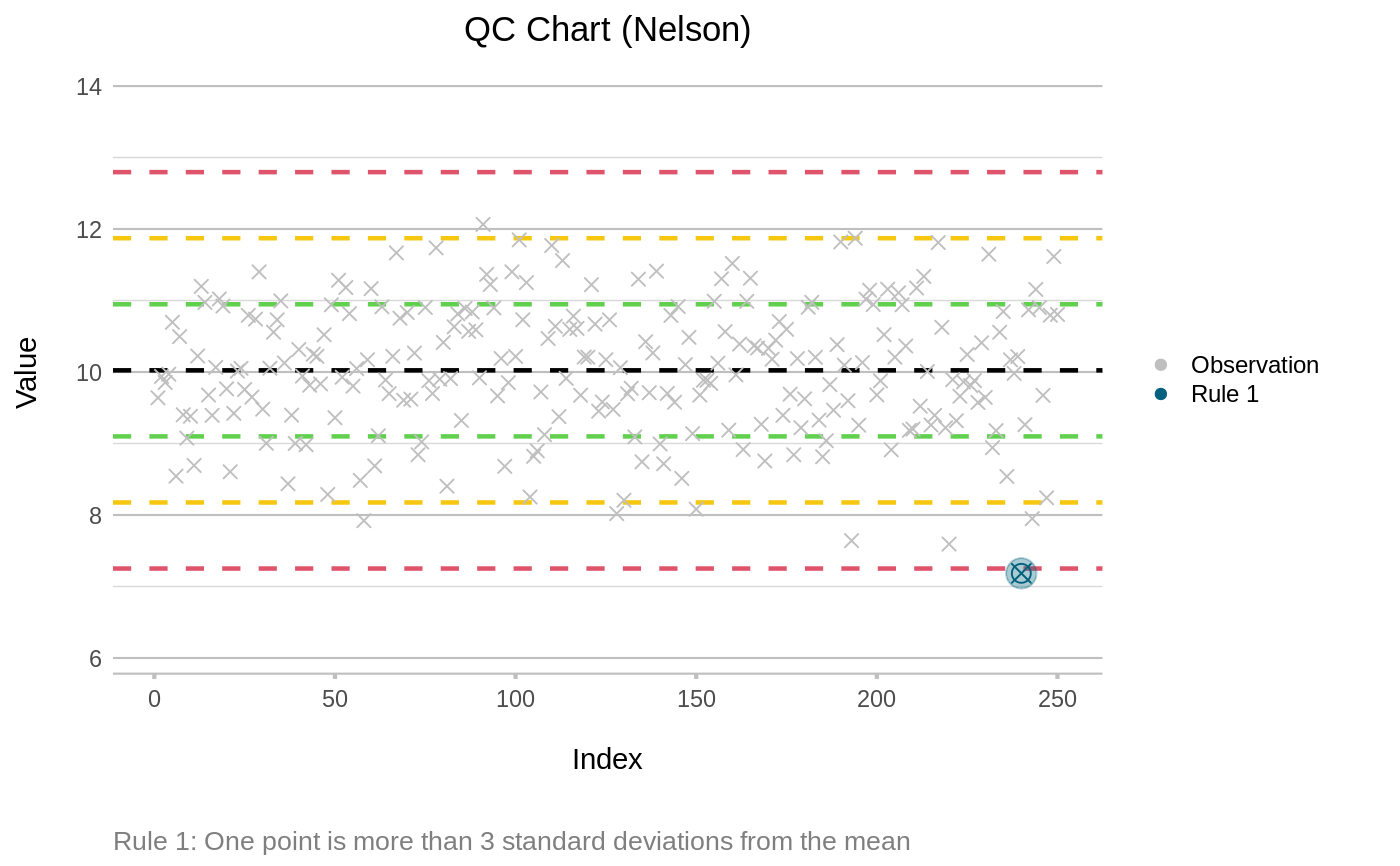 QC Chart (Nelson)
14
12
10
8
6
Value
0 50 100 150 200 250
Index
Observation
Rule 1
Rule 1: One point is more than 3 standard deviations from the mean